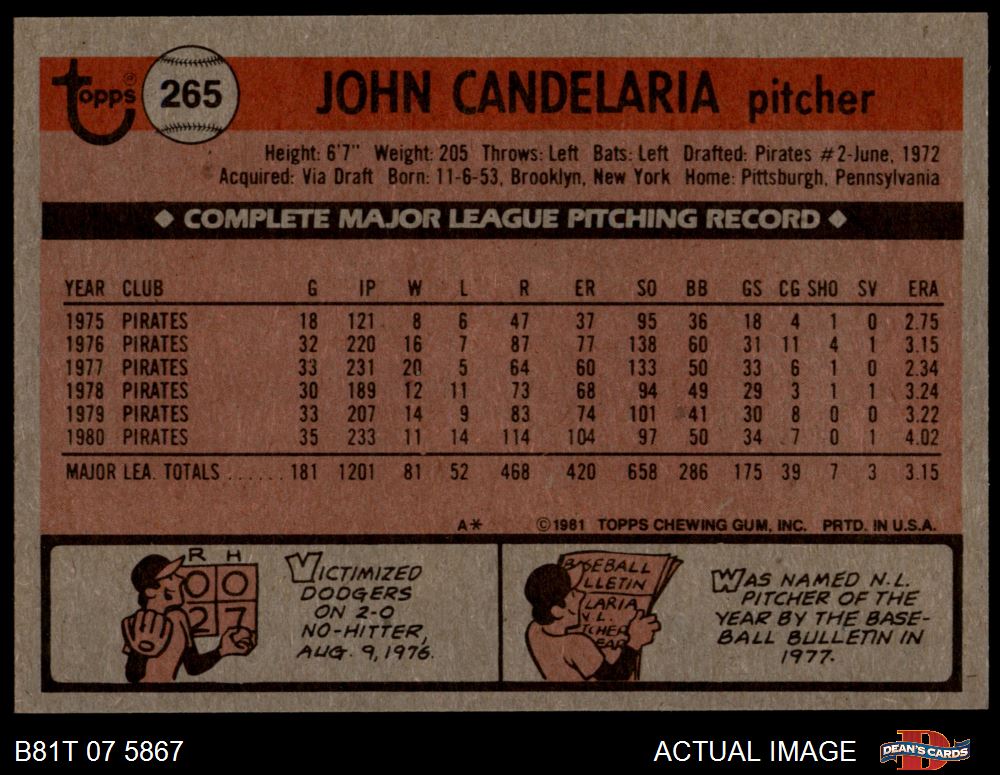 Topps® 265 JOHN CANDELARIA pitcher
Height: 6'7" Weight: 205 Throws: Left Bats: Left Drafted: Pirates #2-June, 1972
Acquired: Via Draft Born: 11-6-53, Brooklyn, New York Home: Pittsburgh, Pennsylvania
◆ COMPLETE MAJOR LEAGUE PITCHING RECORD ◆
YEAR CLUB G IP W L R ER SO BB GS CG SHO SV ERA
1975 PIRATES 18 121 8 6 47 37 95 36 18 4 1 0 2.75
1976 PIRATES 32 220 16 7 87 77 138 60 31 11 4 1 3.15
1977 PIRATES 33 231 20 5 64 60 133 50 33 6 1 0 2.34
1978 PIRATES 30 189 12 11 73 68 94 49 29 3 1 1 3.24
1979 PIRATES 33 207 14 9 83 74 101 41 30 8 0 0 3.22
1980 PIRATES 35 233 11 14 114 104 97 50 34 7 0 1 4.02
MAJOR LEA. TOTALS ...... 181 1201 81 52 468 420 658 286 175 39 7 3 3.15
A* ©1981 TOPPS CHEWING GUM, INC. PRTD. IN U.S.A.
R H
0 0
2 7
VICTIMIZED
DODGERS
ON 2-0
NO-HITTER,
AUG. 9, 1976.
BASEBALL
LLETIN
LARIA
N.L.
TCHER
EAR
WAS NAMED N.L.
PITCHER OF THE
YEAR BY THE BASE-
BALL BULLETIN IN
1977.
B81T 07 5867 ACTUAL IMAGE DEAN'S CARDS